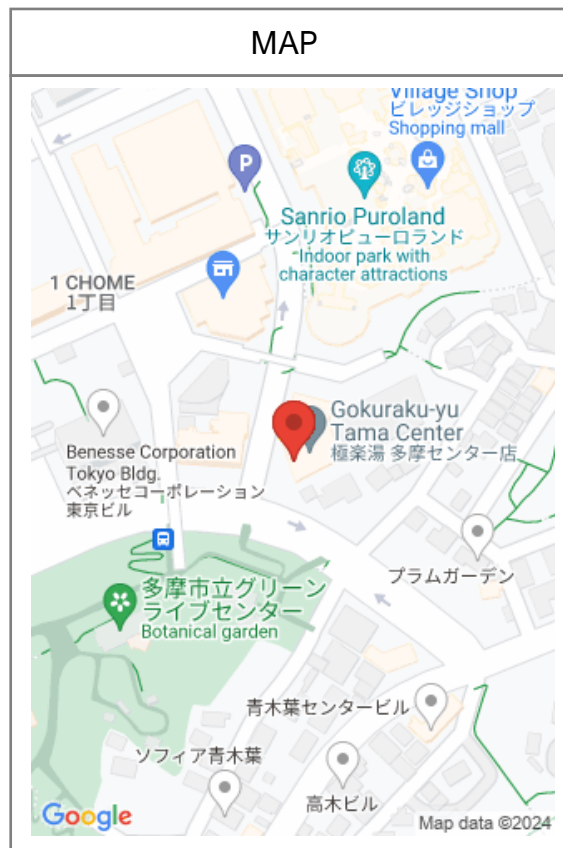 MAP
Village Shop
ビレッジショップ
Shopping mall
P
Sanrio Puroland
サンリオピューロランド
Indoor park with
character attractions
1 CHOME
1丁目
Gokuraku-yu
Tama Center
極楽湯 多摩センター店
Benesse Corporation
Tokyo Bldg.
ベネッセコーポレーション
東京ビル
プラムガーデン
多摩市立グリーン
ライブセンター
Botanical garden
青木葉センタービル
ソフィア青木葉
高木ビル
Google
Map data ©2024